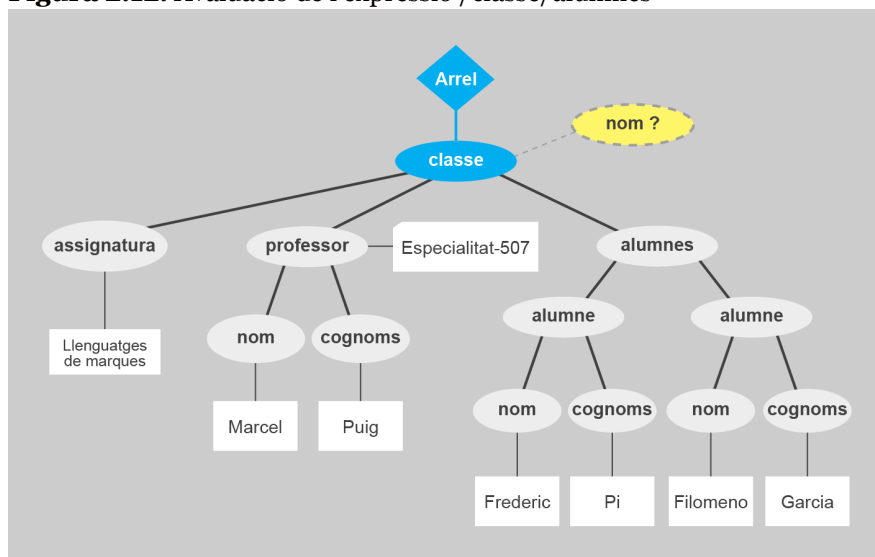 Figura 2.12. Avaluació de l'expressió /classe/alumnes
Arrel
nom ?
classe
assignatura
professor
Especialitat-507
alumnes
alumne
alumne
nom
cognoms
Llenguatges
de marques
nom
cognoms
nom
cognoms
Marcel
Puig
Frederic
Pi
Filomeno
Garcia